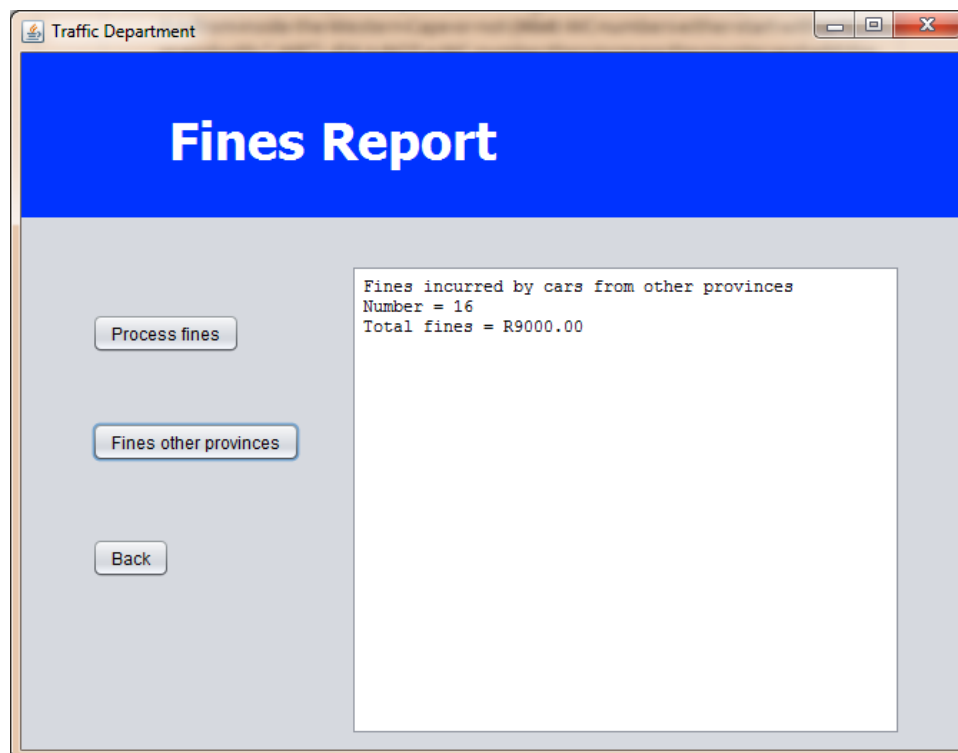 Traffic Department
Fines Report
Fines incurred by cars from other provinces
Number = 16
Total fines = R9000.00
Process fines
Fines other provinces
Back